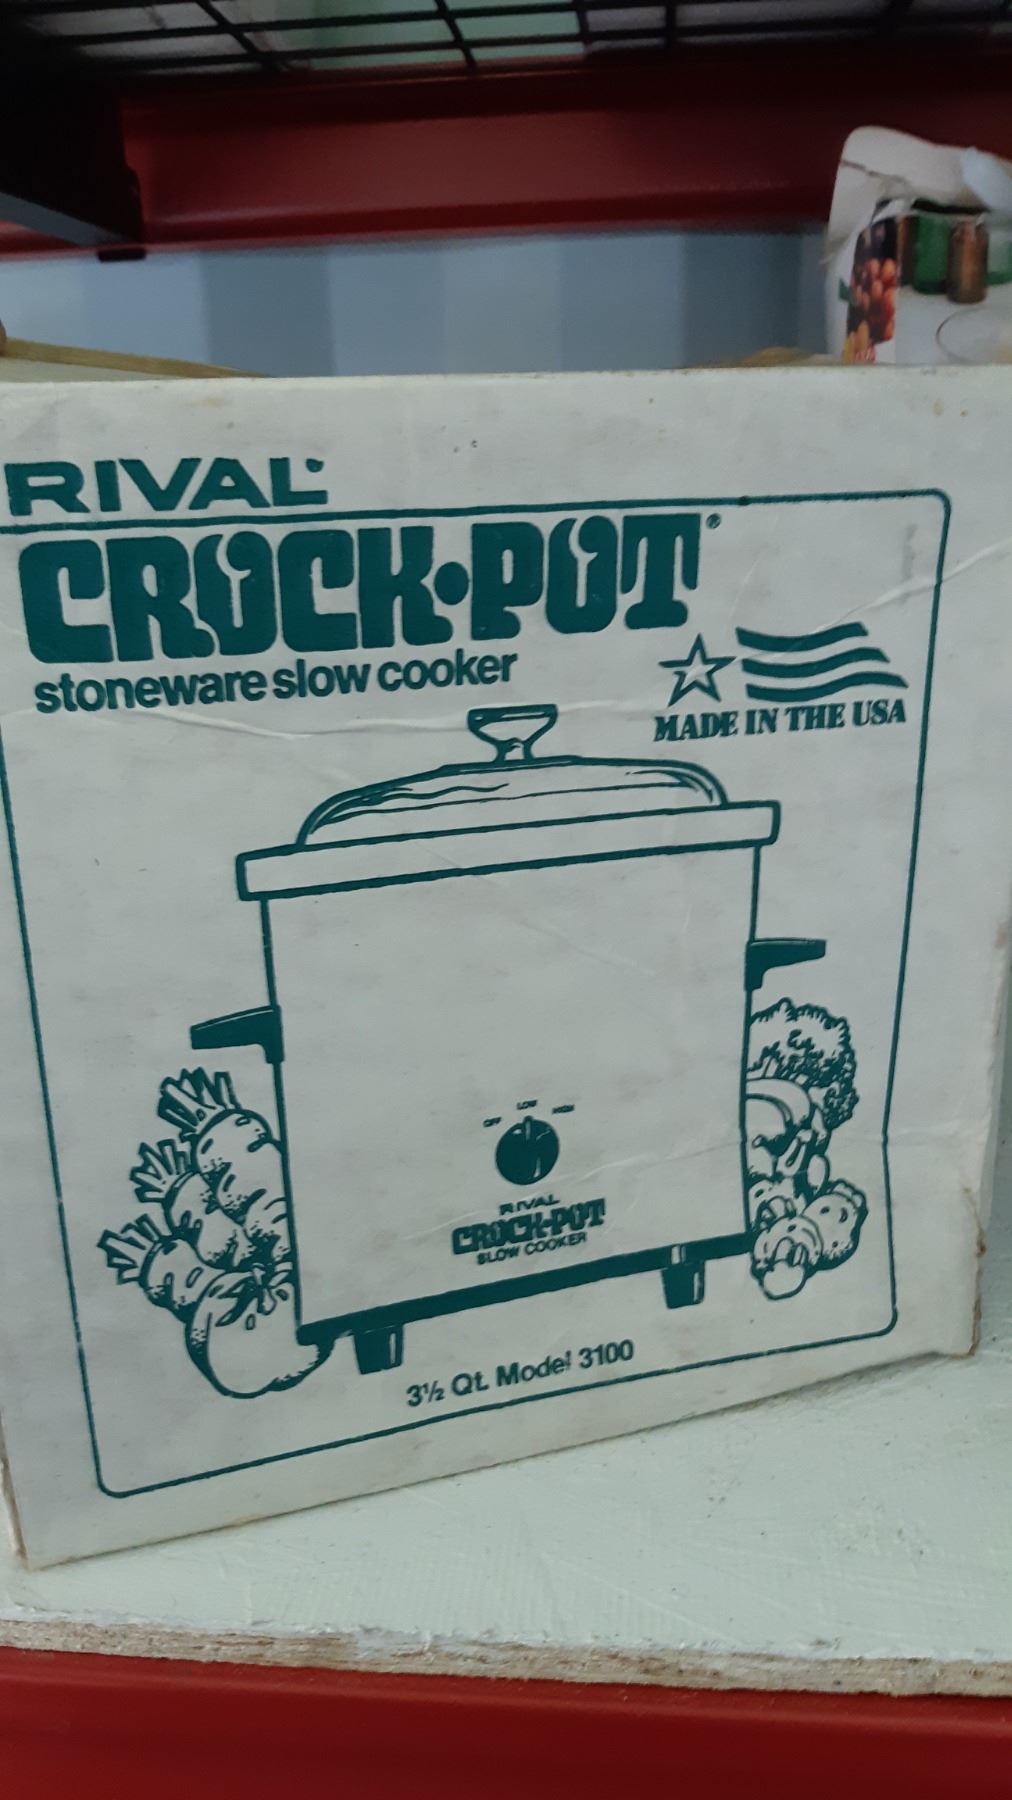 RIVAL
CROCK•POT®
stoneware slow cooker
MADE IN THE USA
OFF LOW HIGH
RIVAL
CROCK•POT
SLOW COOKER
3½ Qt. Model 3100